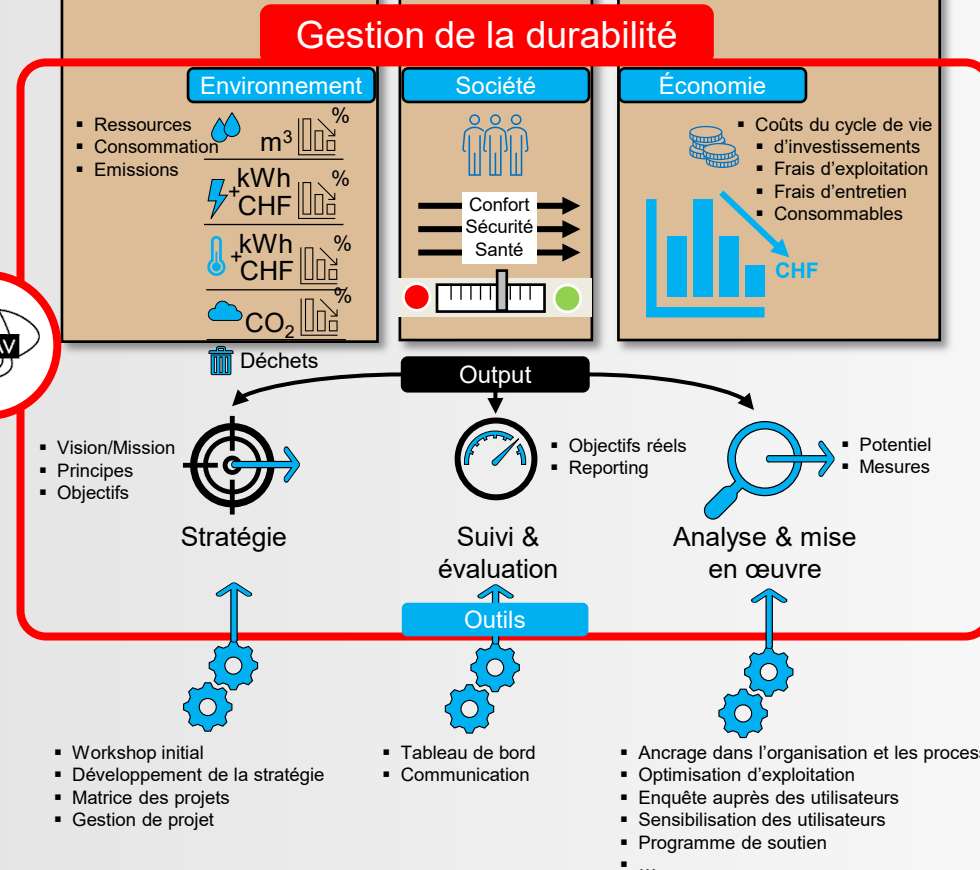 Gestion de la durabilité
Environnement
▪ Ressources
▪ Consommation
▪ Emissions
m³ %
+kWh
CHF %
+kWh
CHF %
CO₂ %
Déchets
Société
Confort
Sécurité
Santé
Économie
▪ Coûts du cycle de vie
▪ d’investissements
▪ Frais d’exploitation
▪ Frais d’entretien
▪ Consommables
CHF
Output
▪ Vision/Mission
▪ Principes
▪ Objectifs
Stratégie
▪ Objectifs réels
▪ Reporting
Suivi &
évaluation
▪ Potentiel
▪ Mesures
Analyse & mise
en œuvre
Outils
▪ Workshop initial
▪ Développement de la stratégie
▪ Matrice des projets
▪ Gestion de projet
▪ Tableau de bord
▪ Communication
▪ Ancrage dans l’organisation et les process
▪ Optimisation d’exploitation
▪ Enquête auprès des utilisateurs
▪ Sensibilisation des utilisateurs
▪ Programme de soutien
▪ ...